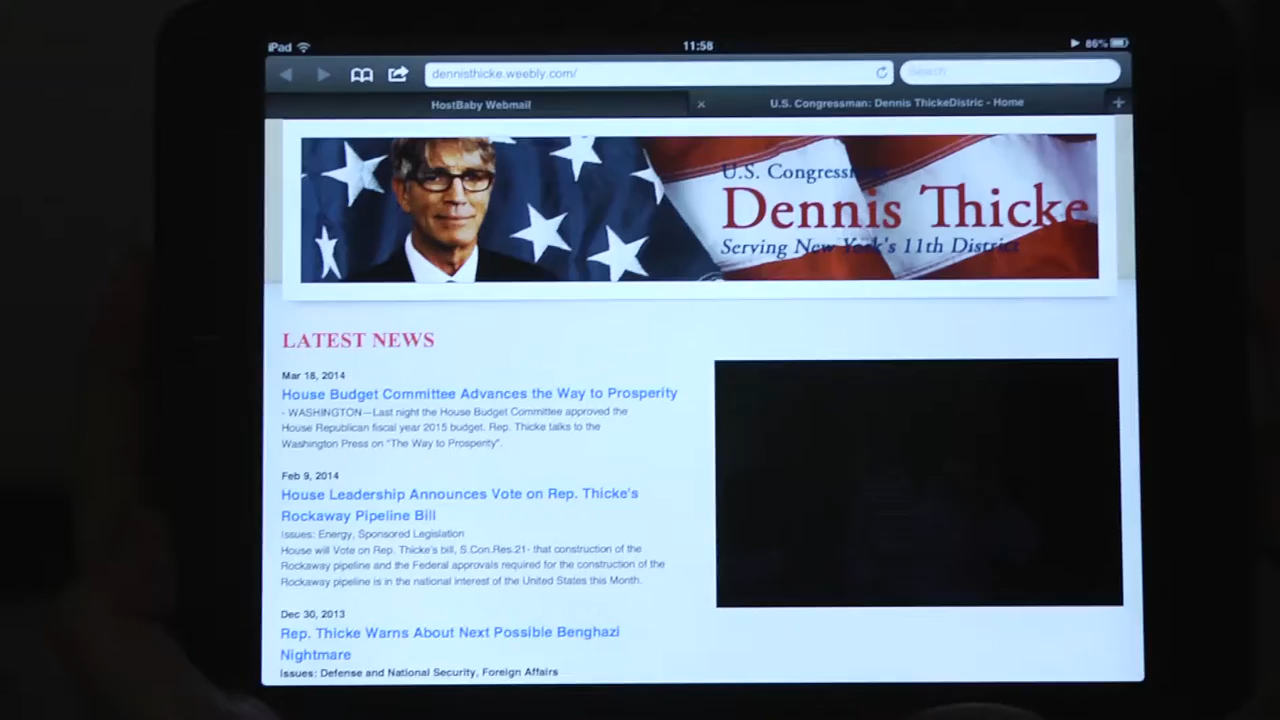 iPad
11:58
86%
dennisthicke.weebly.com/
Search
HostBaby Webmail
U.S. Congressman: Dennis ThickeDistric - Home
U.S. Congressman
Dennis Thicke
Serving New York's 11th District
LATEST NEWS
Mar 18, 2014
House Budget Committee Advances the Way to Prosperity
- WASHINGTON—Last night the House Budget Committee approved the
House Republican fiscal year 2015 budget. Rep. Thicke talks to the
Washington Press on "The Way to Prosperity".
Feb 9, 2014
House Leadership Announces Vote on Rep. Thicke's
Rockaway Pipeline Bill
Issues: Energy, Sponsored Legislation
House will Vote on Rep. Thicke's bill, S.Con.Res.21- that construction of the
Rockaway pipeline and the Federal approvals required for the construction of the
Rockaway pipeline is in the national interest of the United States this Month.
Dec 30, 2013
Rep. Thicke Warns About Next Possible Benghazi
Nightmare
Issues: Defense and National Security, Foreign Affairs